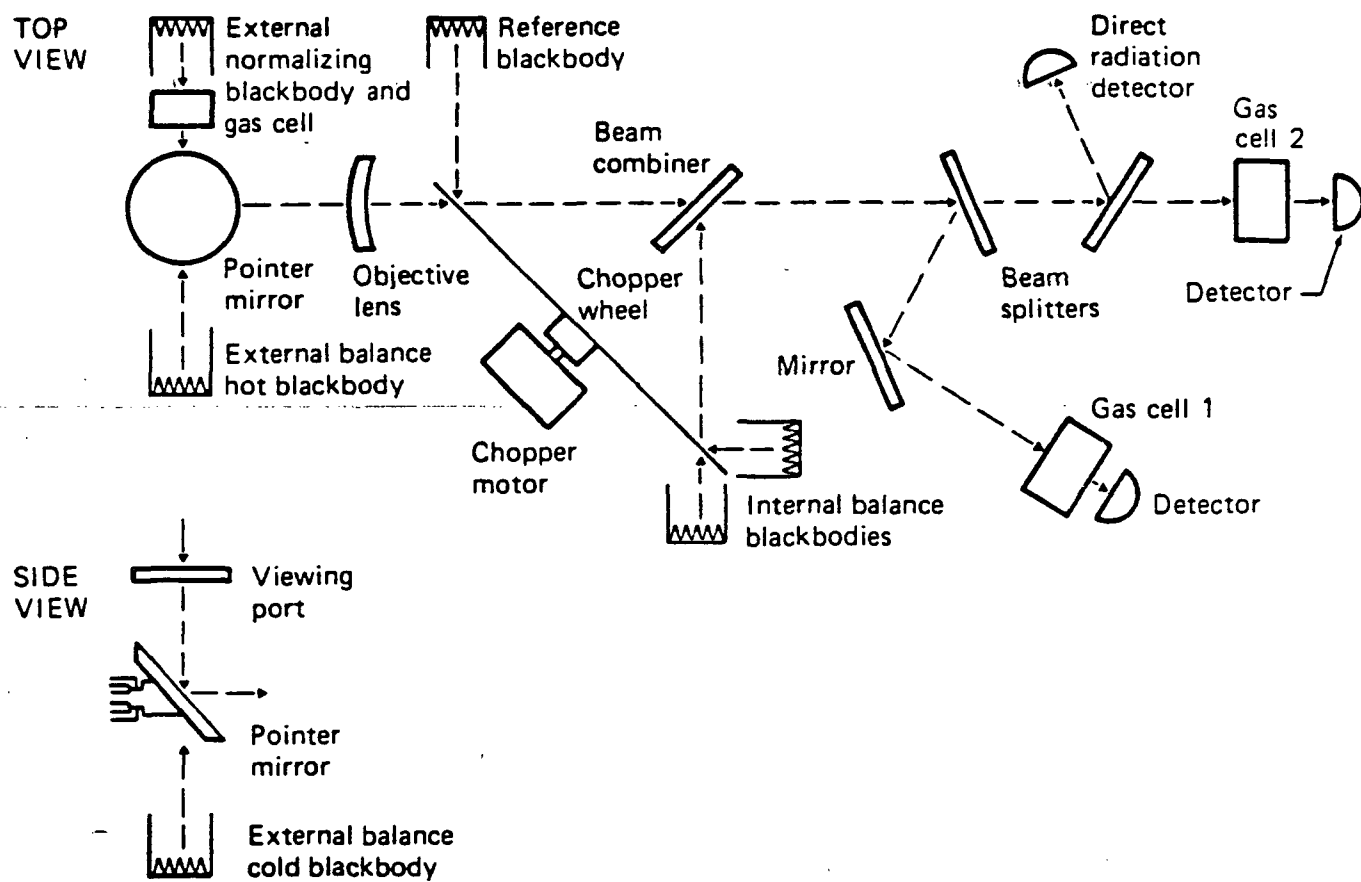 TOP
VIEW
External
normalizing
blackbody and
gas cell
Reference
blackbody
Direct
radiation
detector
Gas
cell 2
Beam
combiner
Pointer
mirror
Objective
lens
Chopper
wheel
Beam
splitters
Detector
External balance
hot blackbody
Mirror
Gas cell 1
Chopper
motor
Internal balance
blackbodies
Detector
SIDE
VIEW
Viewing
port
Pointer
mirror
External balance
cold blackbody